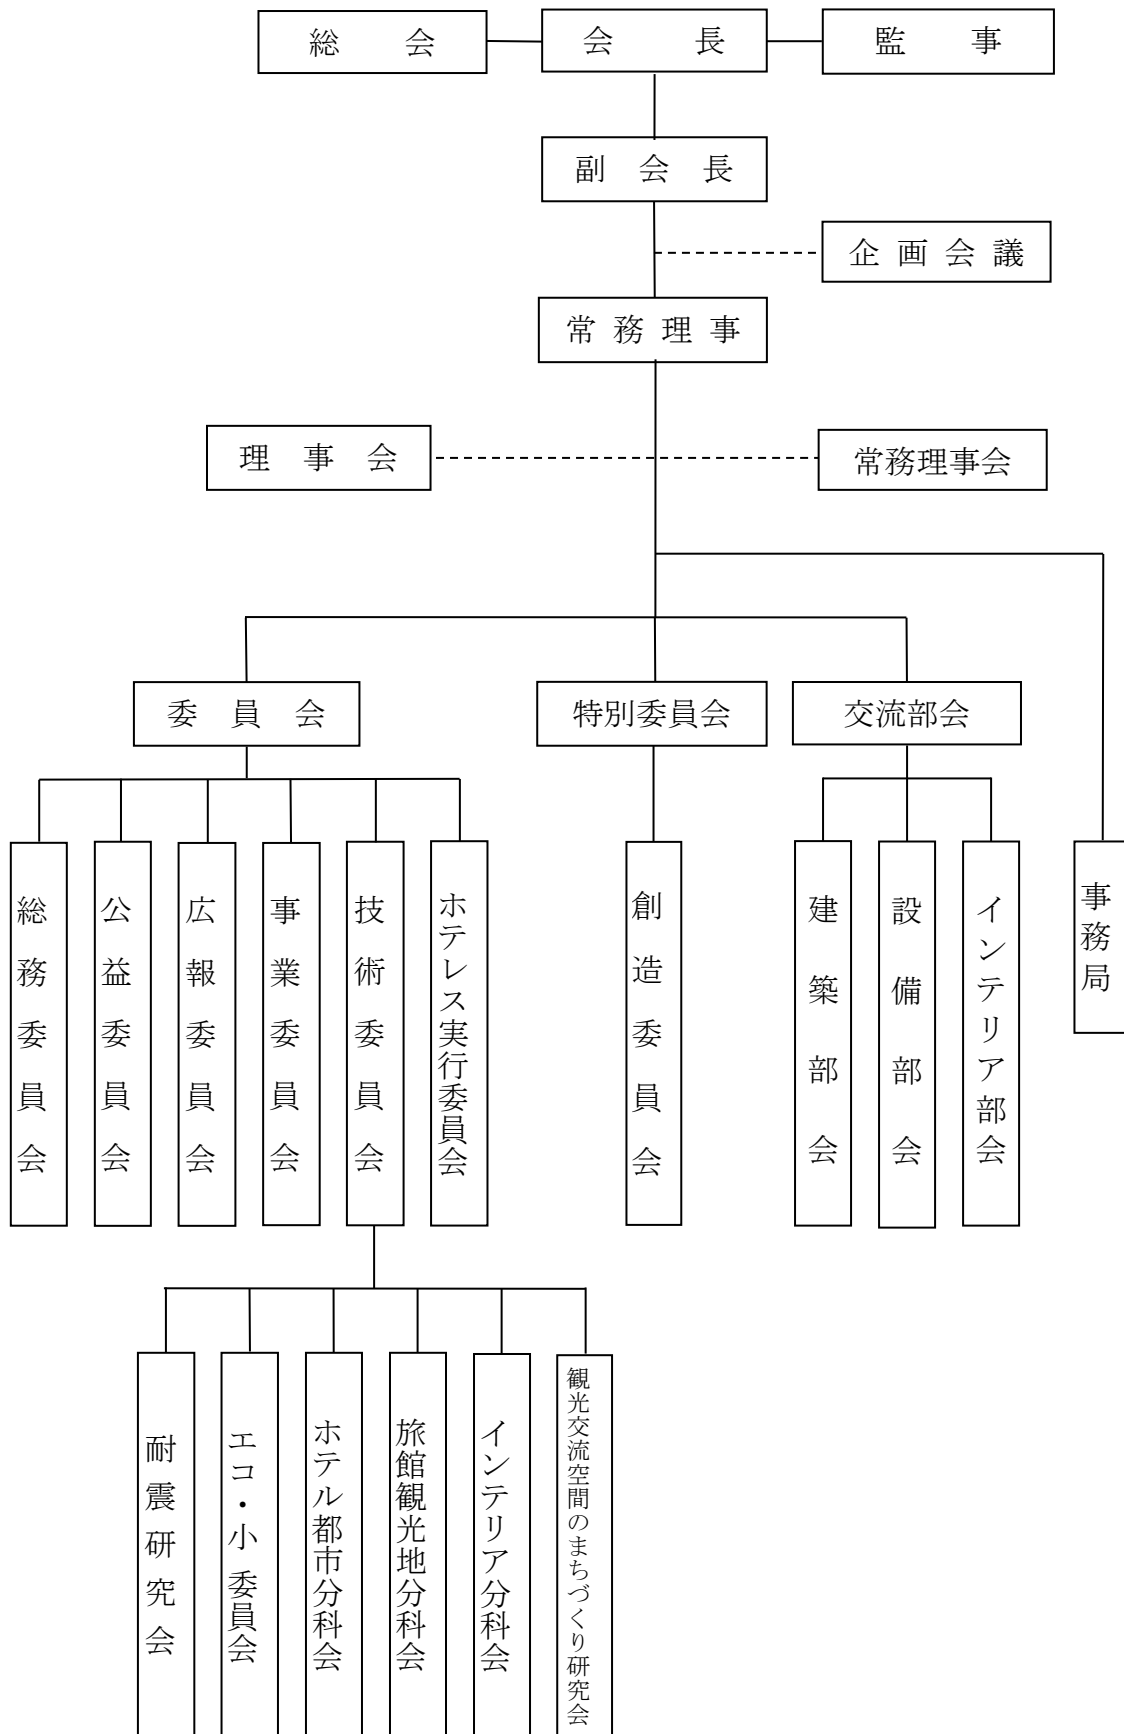 総会
会長
監事
副会長
企画会議
常務理事
理事会
常務理事会
委員会
特別委員会
交流部会
総務委員会
公益委員会
広報委員会
事業委員会
技術委員会
ホテレス実行委員会
創造委員会
建築部会
設備部会
インテリア部会
事務局
耐震研究会
エコ・小委員会
ホテル都市分科会
旅館観光地分科会
インテリア分科会
観光交流空間のまちづくり研究会